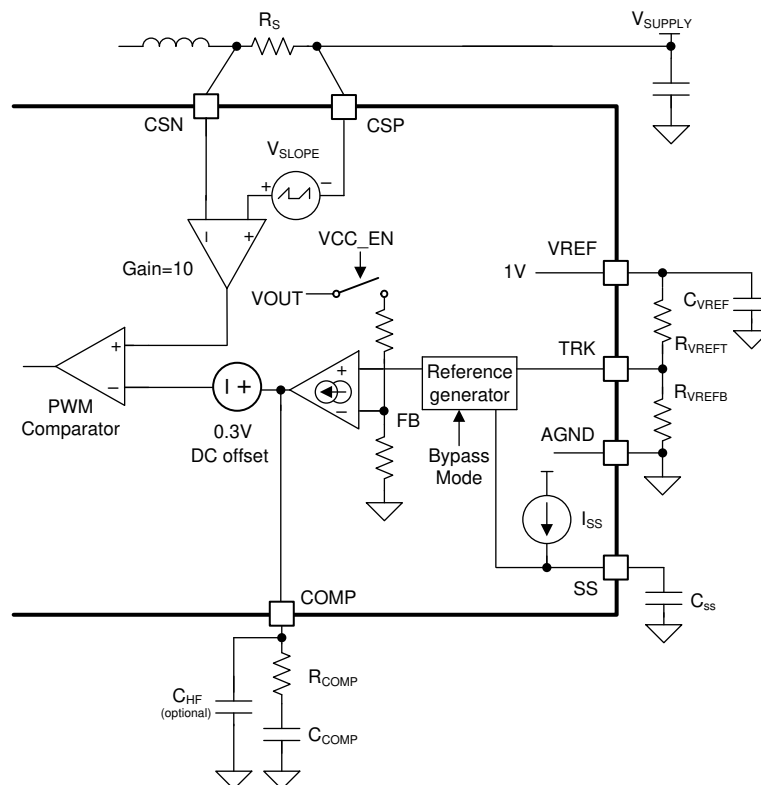 RS
VSUPPLY
CSN
CSP
VSLOPE
+
−
−
+
Gain=10
VCC_EN
VOUT
VREF
1V
CVREF
TRK
RVREFT
+
−
PWM
Comparator
+
0.3V
DC offset
+
−
FB
Reference
generator
Bypass
Mode
RVREFB
AGND
ISS
SS
Css
COMP
RCOMP
CHF
(optional)
CCOMP